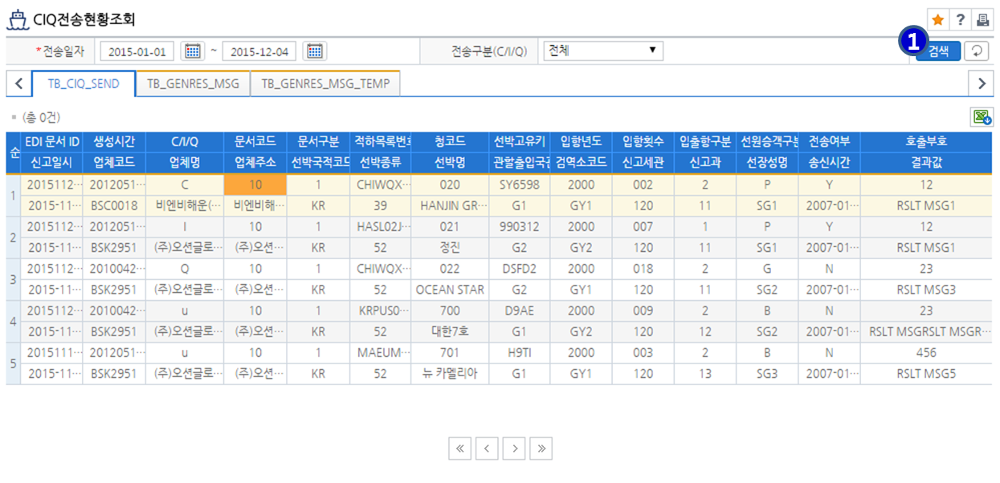 CIQ전송현황조회
?
*전송일자 2015-01-01 ~ 2015-12-04 전송구분(C/I/Q) 전체
1 검색
TB_CIQ_SEND TB_GENRES_MSG TB_GENRES_MSG_TEMP
(총 0건)
순 EDI 문서 ID 생성시간 C/I/Q 문서코드 문서구분 적하목록번호 청코드 선박고유키 입항년도 입항횟수 입출항구분 선원승객구분 전송여부 호출부호
신고일시 업체코드 업체명 업체주소 선박국적코드 선박종류 선박명 관할출입국관 검역소코드 신고세관 신고과 선장성명 송신시간 결과값
1 2015112··· 2012051··· C 10 1 CHIWQX··· 020 SY6598 2000 002 2 P Y 12
2015-11··· BSC0018 비엔비해운(··· 비엔비해··· KR 39 HANJIN GR··· G1 GY1 120 11 SG1 2007-01··· RSLT MSG1
2 2015112··· 2012051··· I 10 1 HASL02J··· 021 990312 2000 007 1 P Y 12
2015-11··· BSK2951 (주)오션글로··· (주)오션··· KR 52 정진 G2 GY2 120 11 SG1 2007-01··· RSLT MSG1
3 2015112··· 2010042··· Q 10 1 CHIWQX··· 022 DSFD2 2000 018 2 G N 23
2015-11··· BSK2951 (주)오션글로··· (주)오션··· KR 52 OCEAN STAR G2 GY1 120 11 SG2 2007-01··· RSLT MSG3
4 2015112··· 2010042··· u 10 1 KRPUS0··· 700 D9AE 2000 009 2 B N 23
2015-11··· BSK2951 (주)오션글로··· (주)오션··· KR 52 대한7호 G1 GY2 120 12 SG2 2007-01··· RSLT MSGRSLT MSGR···
5 2015111··· 2012051··· u 10 1 MAEUM··· 701 H9TI 2000 003 2 B N 456
2015-11··· BSK2951 (주)오션글로··· (주)오션··· KR 52 뉴 카멜리아 G1 GY1 120 13 SG3 2007-01··· RSLT MSG5